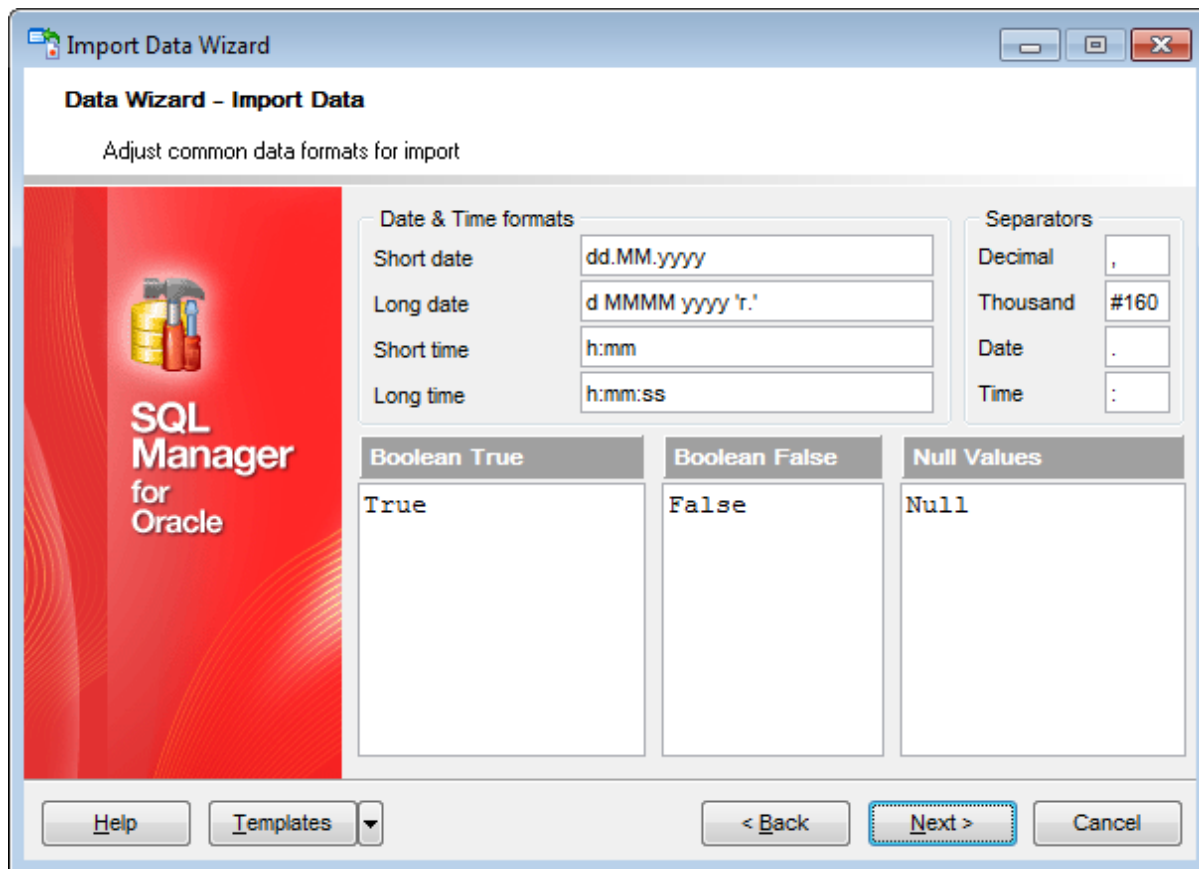 Import Data Wizard
Data Wizard - Import Data
Adjust common data formats for import
SQL
Manager
for
Oracle
Date & Time formats
Short date dd.MM.yyyy
Long date d MMMM yyyy 'r.'
Short time h:mm
Long time h:mm:ss
Separators
Decimal ,
Thousand #160
Date .
Time :
Boolean True Boolean False Null Values
True False Null
Help Templates < Back Next > Cancel